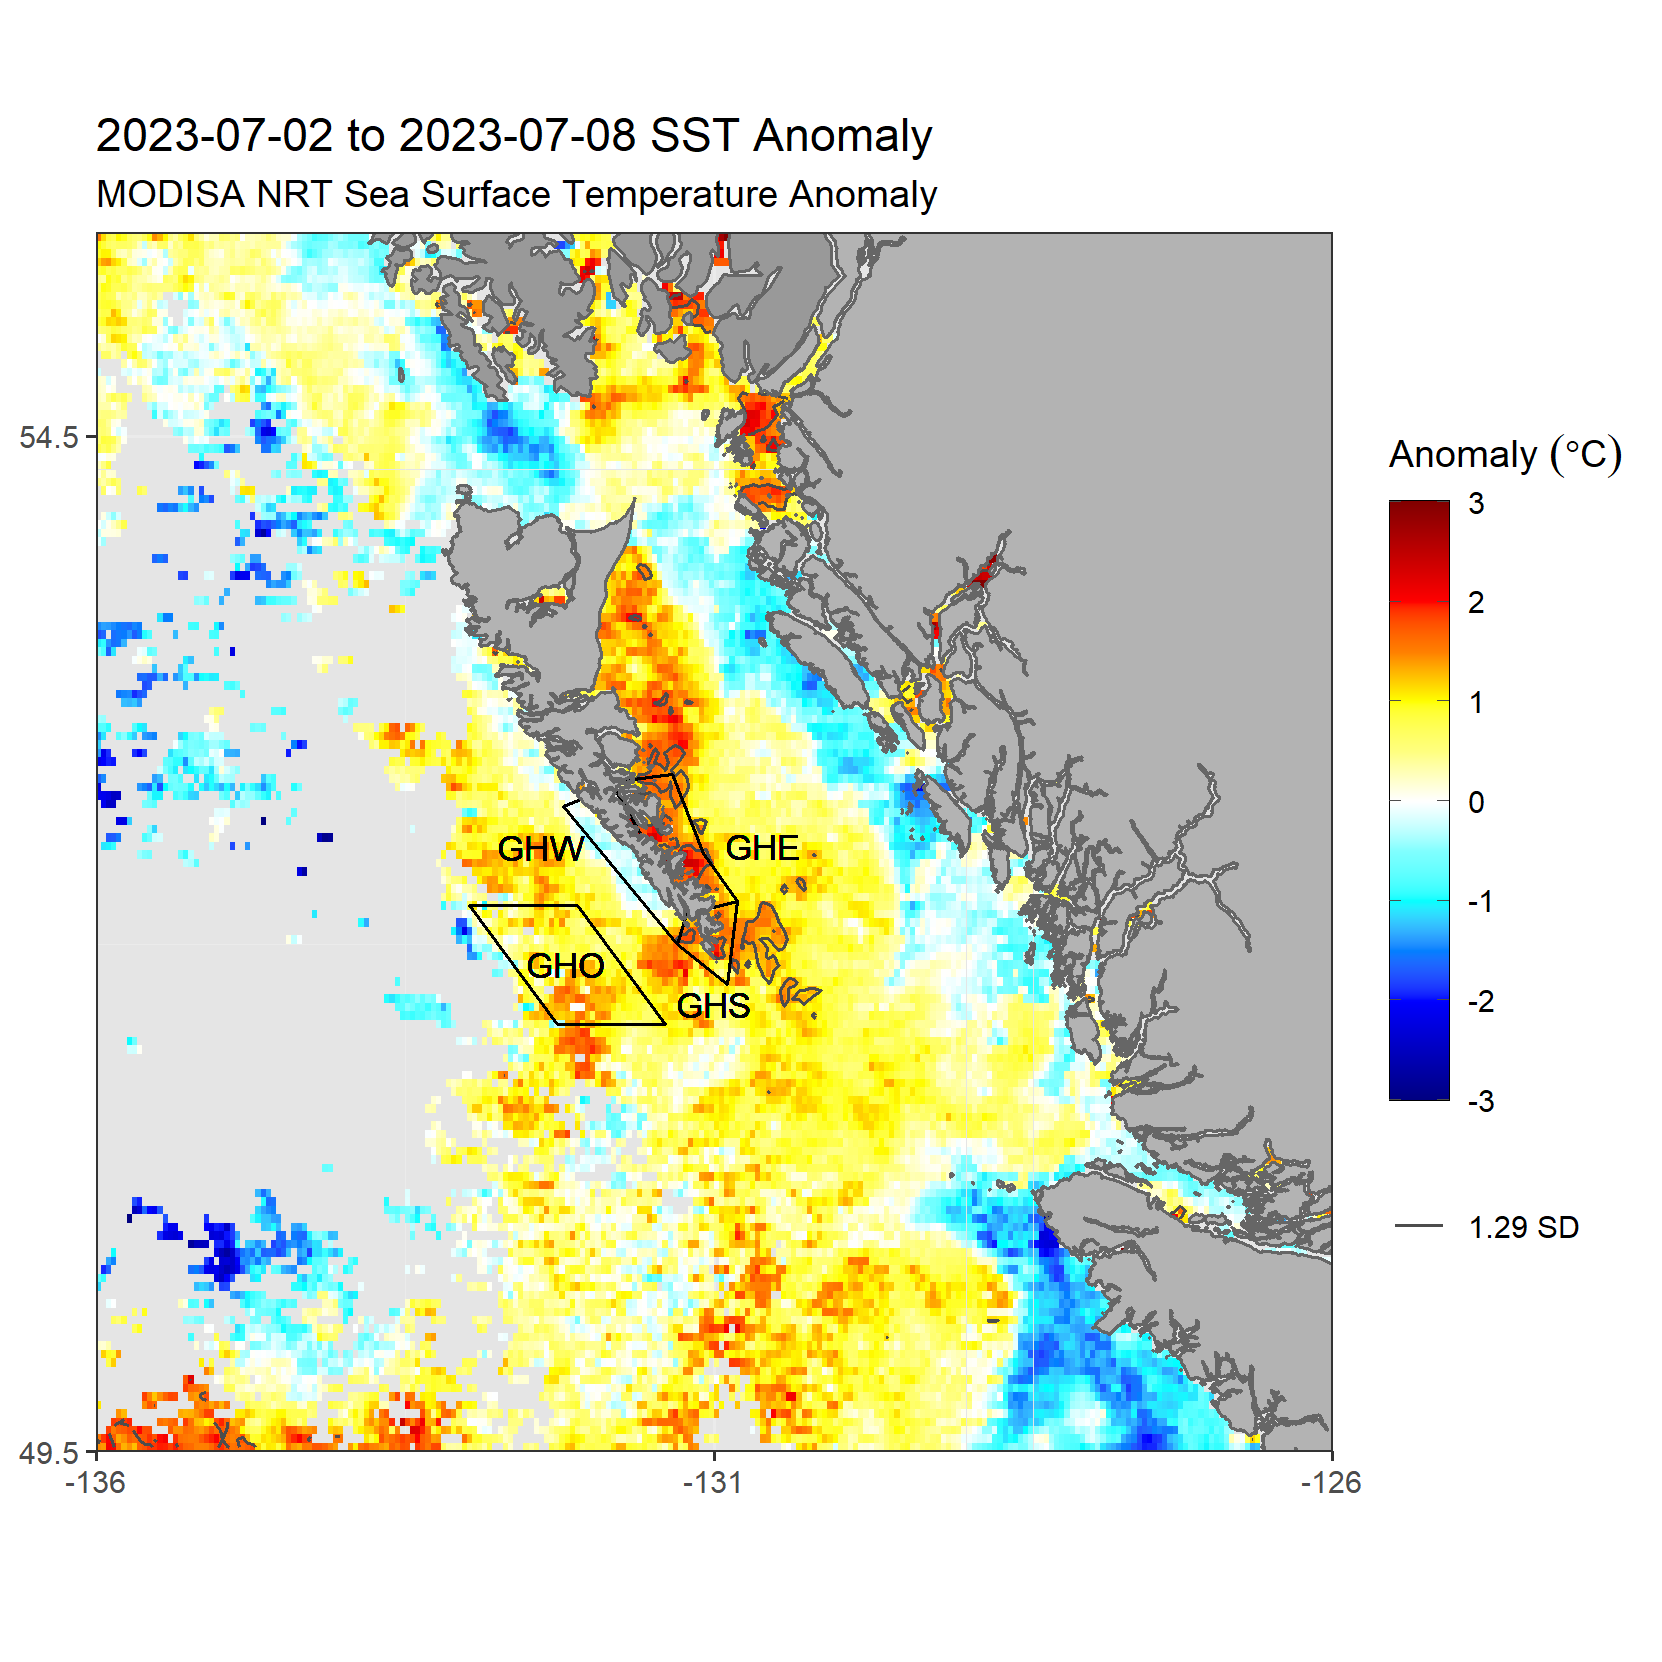 2023-07-02 to 2023-07-08 SST Anomaly
MODISA NRT Sea Surface Temperature Anomaly
54.5
49.5
-136
-131
-126
GHW
GHE
GHO
GHS
Anomaly (°C)
3
2
1
0
-1
-2
-3
1.29 SD